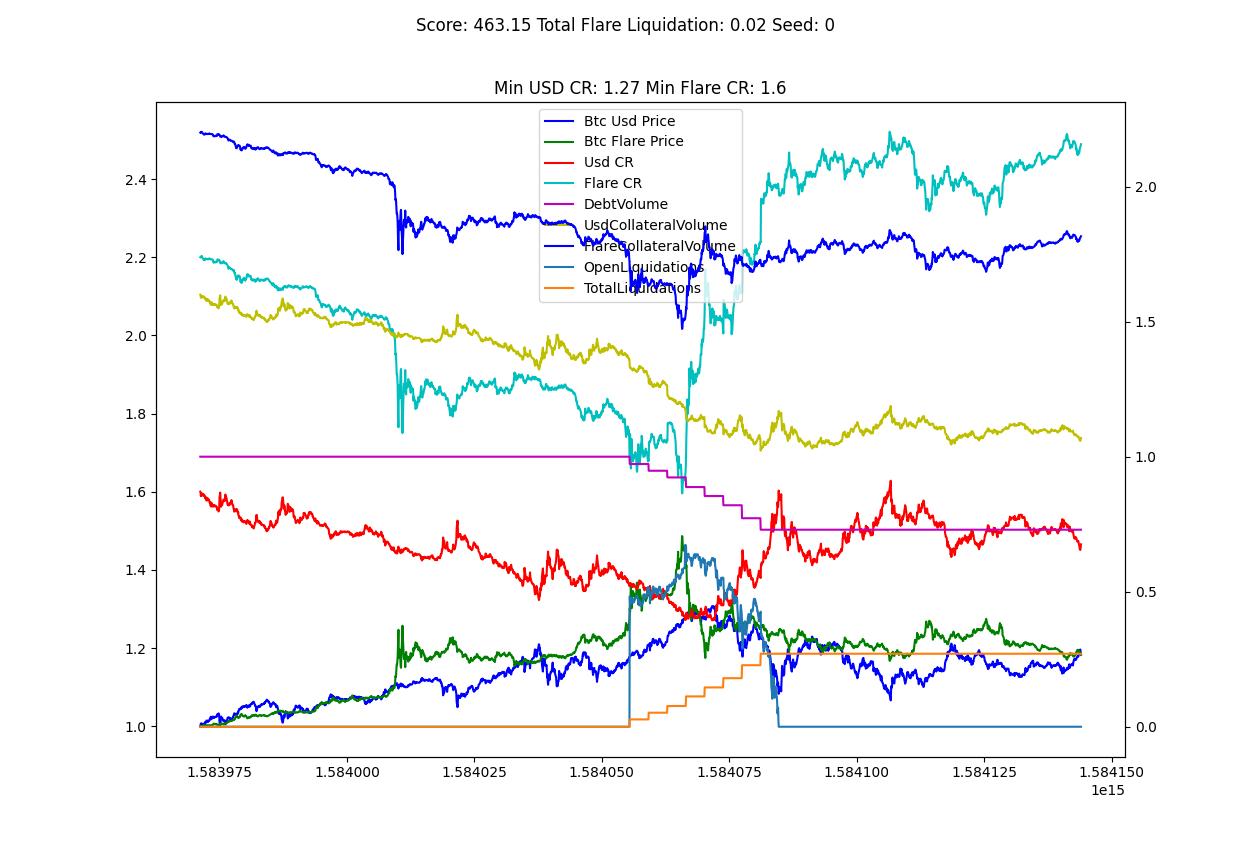 Score: 463.15 Total Flare Liquidation: 0.02 Seed: 0
Min USD CR: 1.27 Min Flare CR: 1.6
Btc Usd Price
Btc Flare Price
Usd CR
Flare CR
DebtVolume
UsdCollateralVolume
FlareCollateralVolume
OpenLiquidations
TotalLiquidations
2.4
2.2
2.0
1.8
1.6
1.4
1.2
1.0
2.0
1.5
1.0
0.5
0.0
1.583975 1.584000 1.584025 1.584050 1.584075 1.584100 1.584125 1.584150
1e15